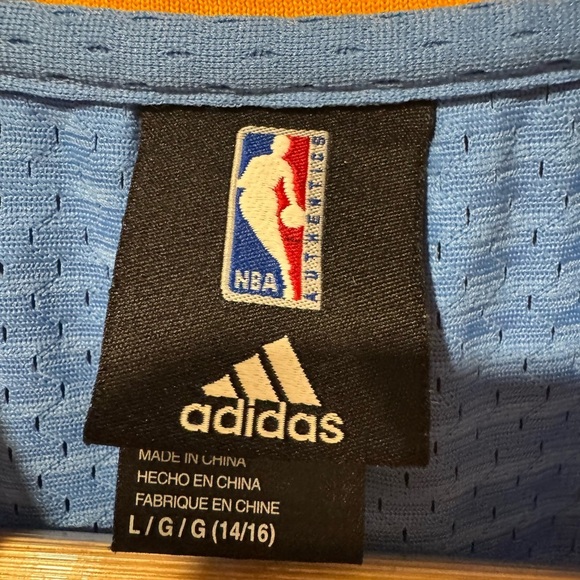 NBA
AUTHENTICS
adidas
MADE IN CHINA
HECHO EN CHINA
FABRIQUE EN CHINE
L/G/G (14/16)